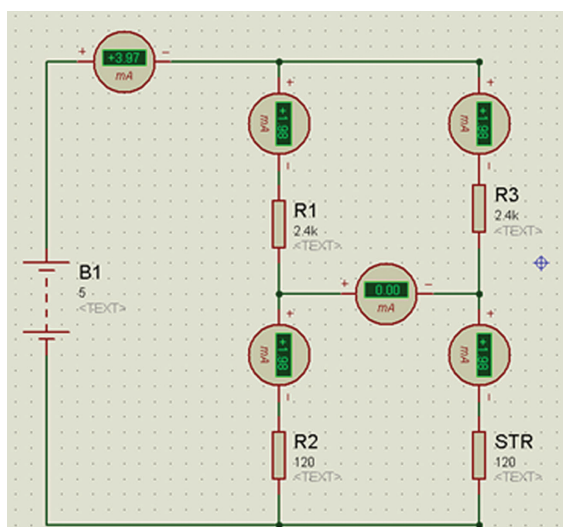 +3.97
mA
+1.98
mA
+1.98
mA
R1
2.4k
<TEXT>
R3
2.4k
<TEXT>
B1
5
<TEXT>
0.00
mA
+1.98
mA
+1.98
mA
R2
120
<TEXT>
STR
120
<TEXT>